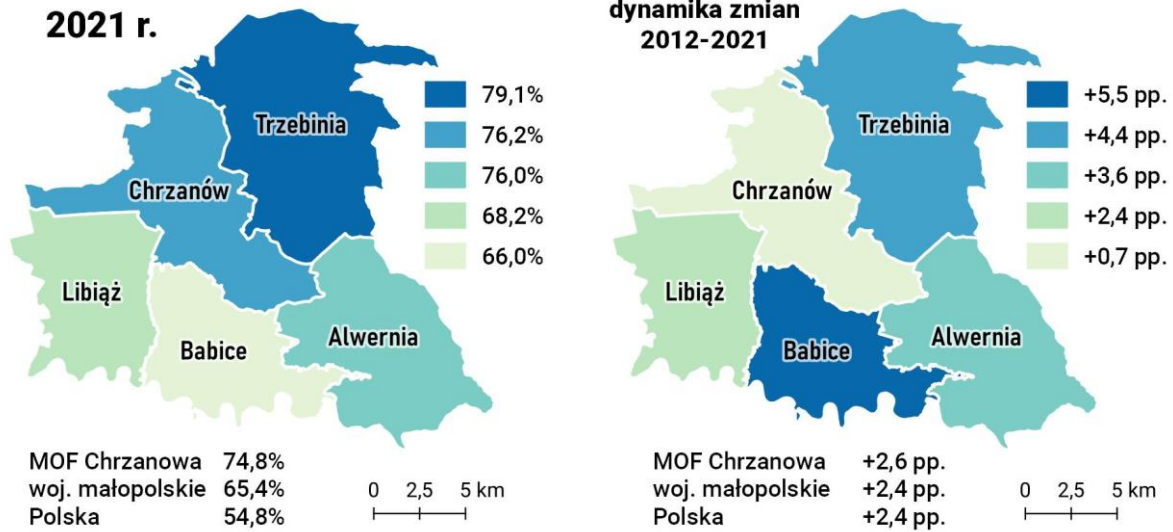 2021 r.
79,1%
76,2%
76,0%
68,2%
66,0%
Trzebinia
Chrzanów
Libiąż
Babice
Alwernia
MOF Chrzanowa 74,8%
woj. małopolskie 65,4%
Polska 54,8%
0 2,5 5 km
dynamika zmian
2012-2021
+5,5 pp.
+4,4 pp.
+3,6 pp.
+2,4 pp.
+0,7 pp.
Trzebinia
Chrzanów
Libiąż
Babice
Alwernia
MOF Chrzanowa +2,6 pp.
woj. małopolskie +2,4 pp.
Polska +2,4 pp.
0 2,5 5 km